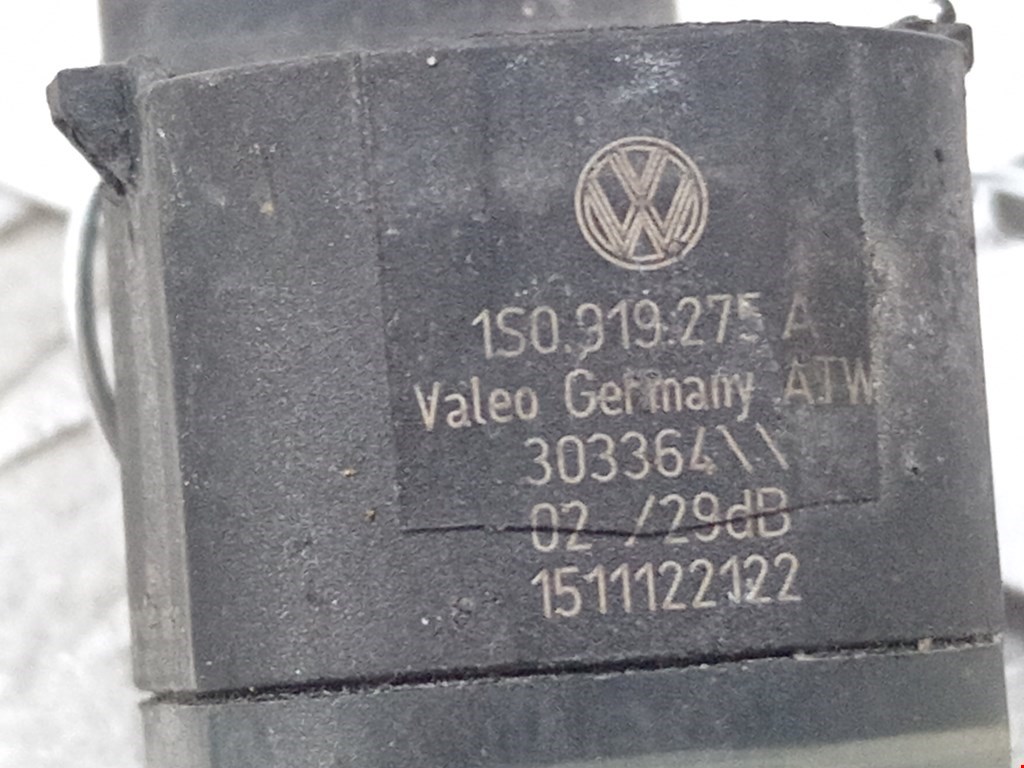 1S0.919.275 A
Valeo Germany ATW
303364\\
02 /29dB
1511122122